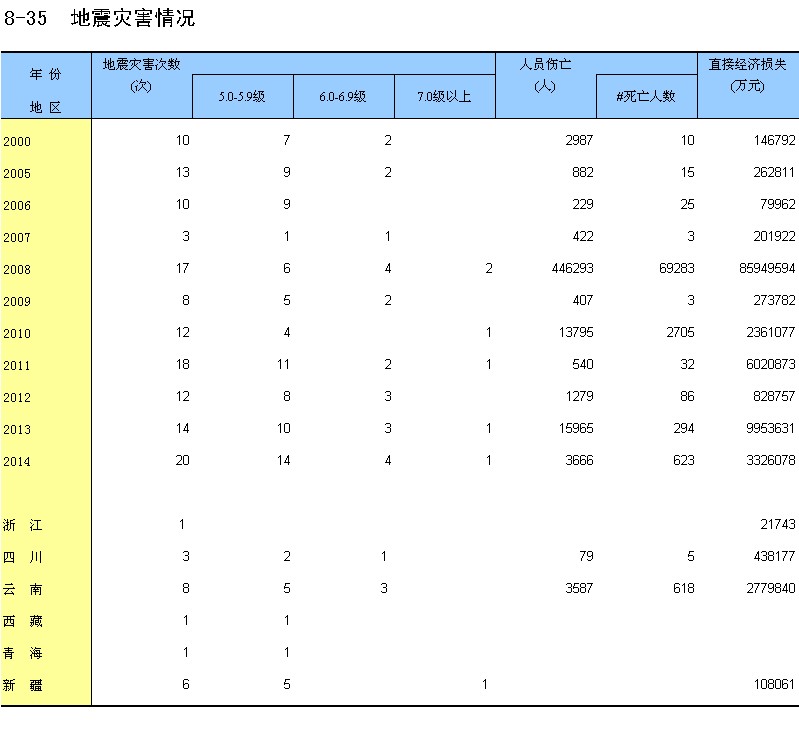 8-35 地震灾害情况
年 份 地震灾害次数 人员伤亡 直接经济损失
(次) (人) (万元)
地 区 5.0-5.9级 6.0-6.9级 7.0级以上 #死亡人数
2000 10 7 2 2987 10 146792
2005 13 9 2 882 15 262811
2006 10 9 229 25 79962
2007 3 1 1 422 3 201922
2008 17 6 4 2 446293 69283 85949594
2009 8 5 2 407 3 273782
2010 12 4 1 13795 2705 2361077
2011 18 11 2 1 540 32 6020873
2012 12 8 3 1279 86 828757
2013 14 10 3 1 15965 294 9953631
2014 20 14 4 1 3666 623 3326078
浙 江 1 21743
四 川 3 2 1 79 5 438177
云 南 8 5 3 3587 618 2779840
西 藏 1 1
青 海 1 1
新 疆 6 5 1 108061